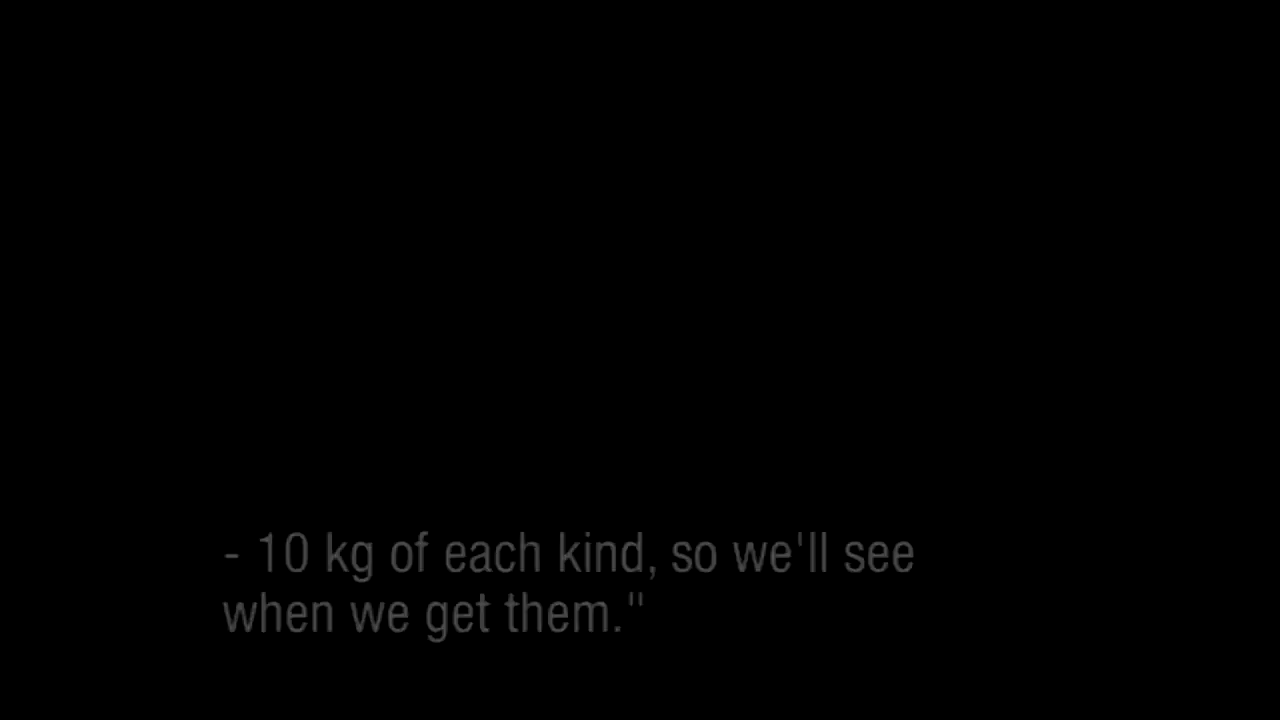 - 10 kg of each kind, so we'll see
when we get them."